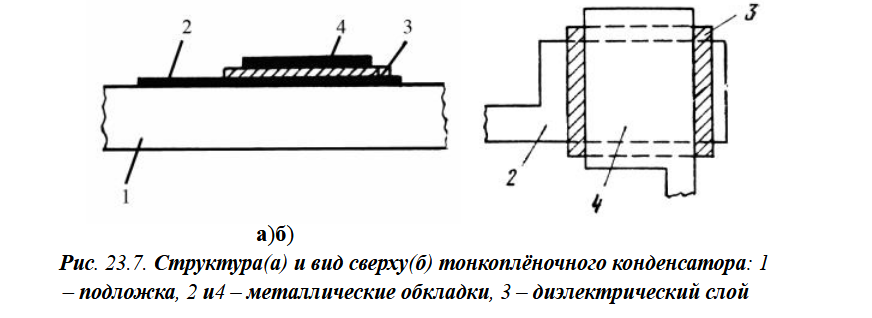 2
4
3
1
3
2
4
а)б)
Рис. 23.7. Структура(а) и вид сверху(б) тонкоплёночного конденсатора: 1
– подложка, 2 и4 – металлические обкладки, 3 – диэлектрический слой